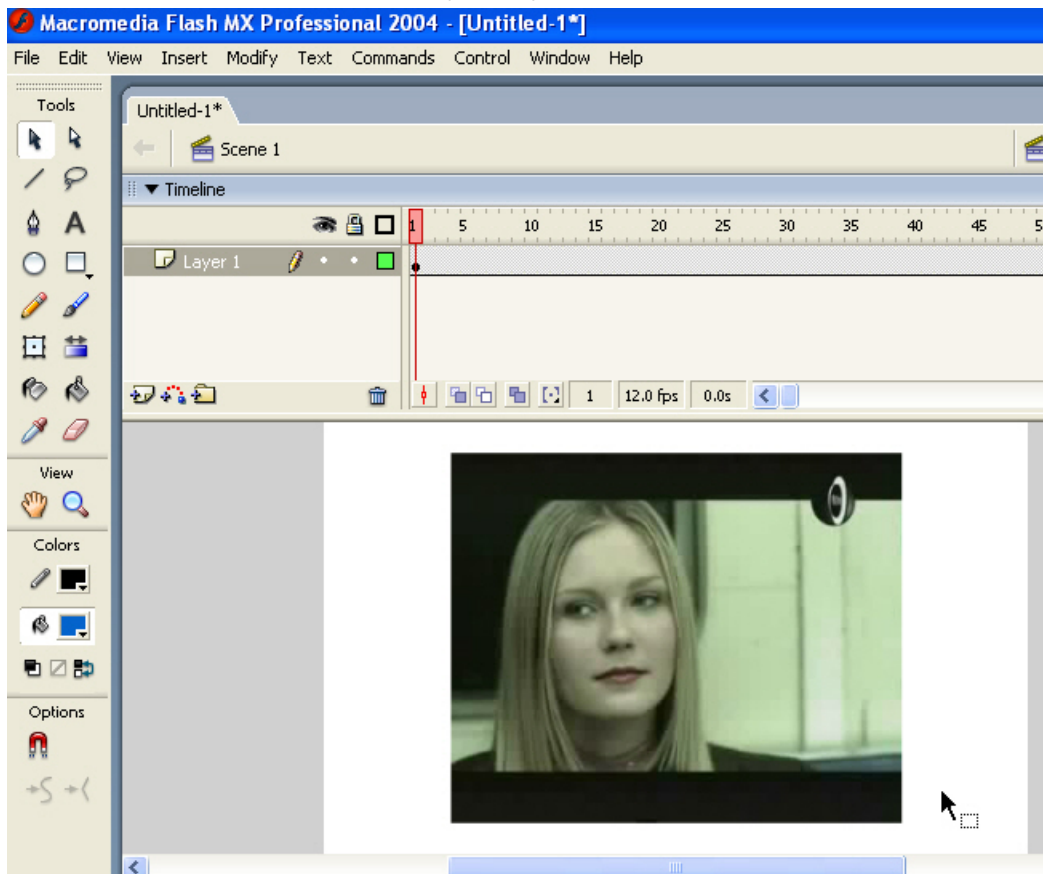 Macromedia Flash MX Professional 2004 - [Untitled-1*]
File Edit View Insert Modify Text Commands Control Window Help
Tools
Untitled-1*
Scene 1
Timeline
1 5 10 15 20 25 30 35 40 45 5
Layer 1
1 12.0 fps 0.0s
View
Colors
Options